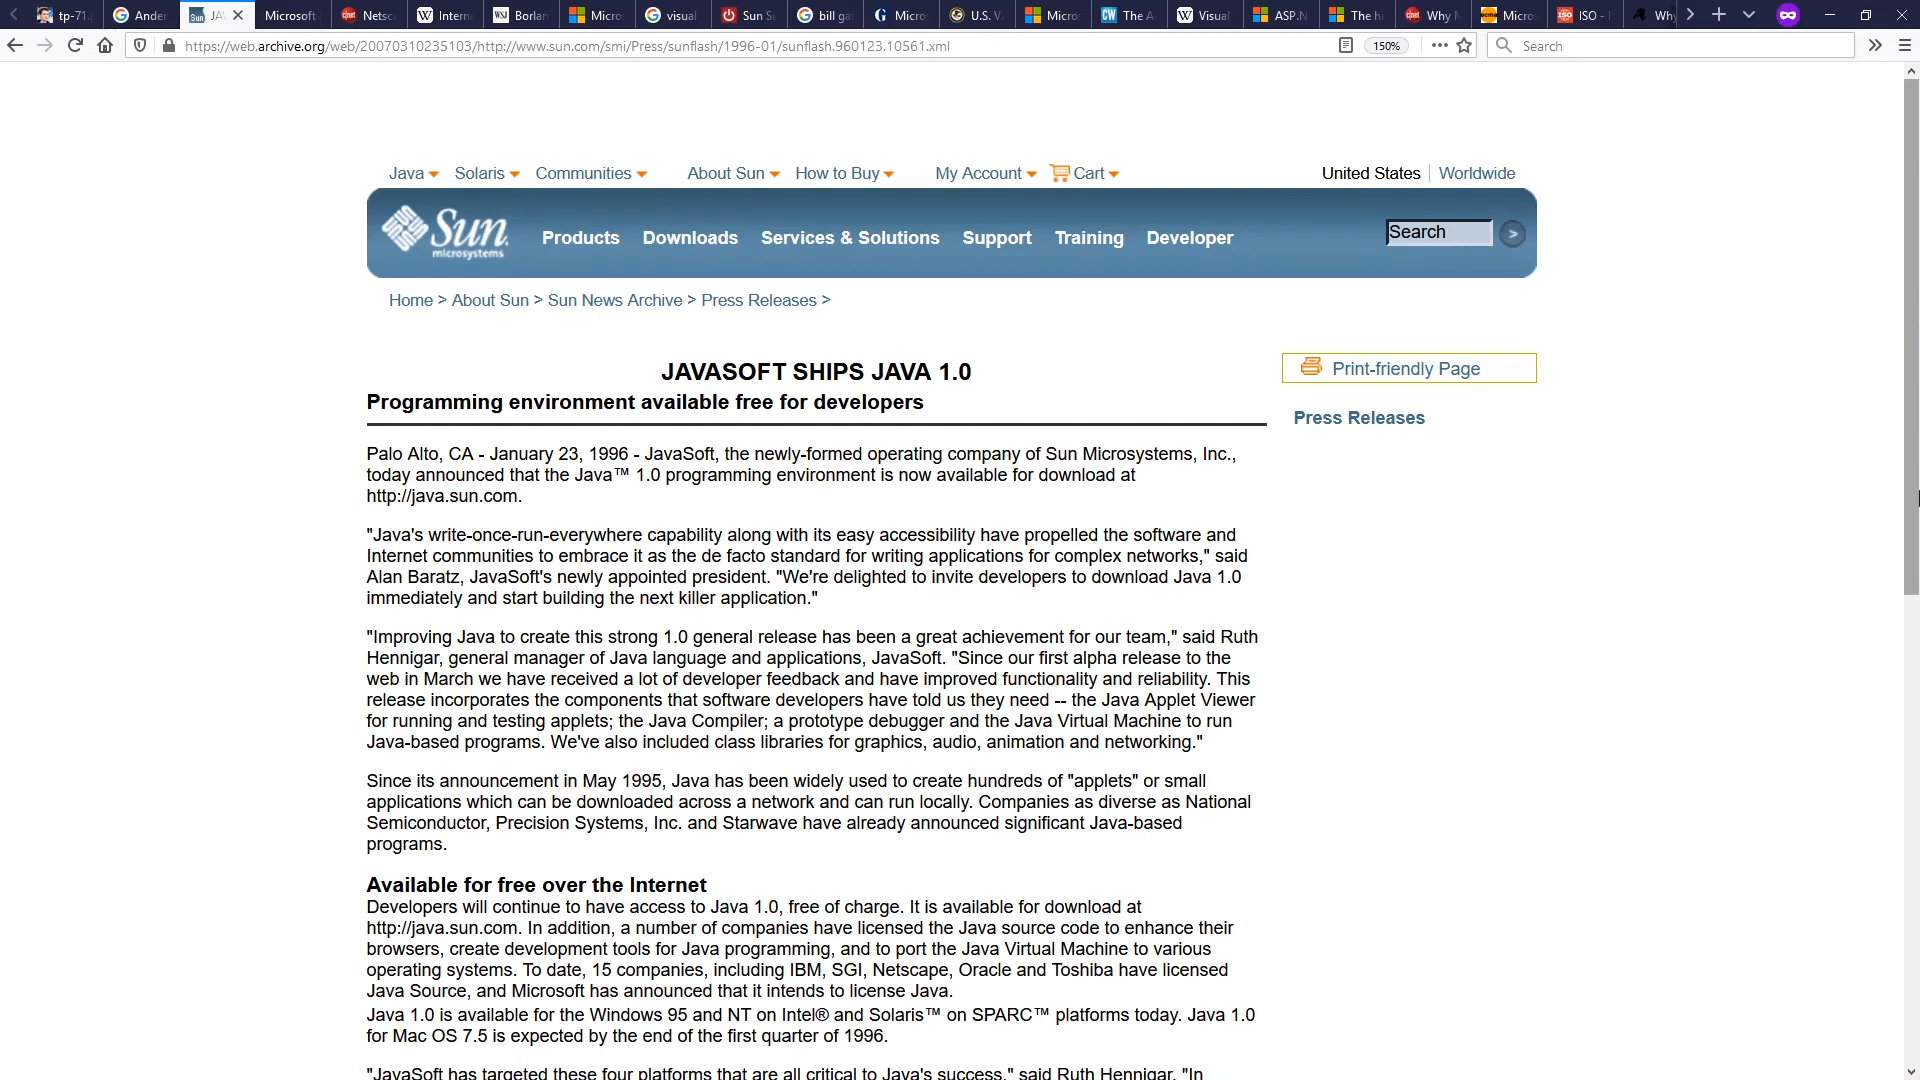 tp-71.
Ander
JA
Microsoft
Netsc
Intern
Borlan
Micro
visual
Sun S
bill ga
Micro
U.S. V
Micro
The A
Visual
ASP.N
The hi
Why M
Micros
ISO -
Why
https://web.archive.org/web/20070310235103/http://www.sun.com/smi/Press/sunflash/1996-01/sunflash.960123.10561.xml
150%
Search
Java Solaris Communities About Sun How to Buy My Account Cart United States Worldwide
Sun microsystems
Products Downloads Services & Solutions Support Training Developer
Search
Home > About Sun > Sun News Archive > Press Releases >
JAVASOFT SHIPS JAVA 1.0
Print-friendly Page
Programming environment available free for developers
Press Releases
Palo Alto, CA - January 23, 1996 - JavaSoft, the newly-formed operating company of Sun Microsystems, Inc.,
today announced that the Java™ 1.0 programming environment is now available for download at
http://java.sun.com.
"Java's write-once-run-everywhere capability along with its easy accessibility have propelled the software and
Internet communities to embrace it as the de facto standard for writing applications for complex networks," said
Alan Baratz, JavaSoft's newly appointed president. "We're delighted to invite developers to download Java 1.0
immediately and start building the next killer application."
"Improving Java to create this strong 1.0 general release has been a great achievement for our team," said Ruth
Hennigar, general manager of Java language and applications, JavaSoft. "Since our first alpha release to the
web in March we have received a lot of developer feedback and have improved functionality and reliability. This
release incorporates the components that software developers have told us they need -- the Java Applet Viewer
for running and testing applets; the Java Compiler; a prototype debugger and the Java Virtual Machine to run
Java-based programs. We've also included class libraries for graphics, audio, animation and networking."
Since its announcement in May 1995, Java has been widely used to create hundreds of "applets" or small
applications which can be downloaded across a network and can run locally. Companies as diverse as National
Semiconductor, Precision Systems, Inc. and Starwave have already announced significant Java-based
programs.
Available for free over the Internet
Developers will continue to have access to Java 1.0, free of charge. It is available for download at
http://java.sun.com. In addition, a number of companies have licensed the Java source code to enhance their
browsers, create development tools for Java programming, and to port the Java Virtual Machine to various
operating systems. To date, 15 companies, including IBM, SGI, Netscape, Oracle and Toshiba have licensed
Java Source, and Microsoft has announced that it intends to license Java.
Java 1.0 is available for the Windows 95 and NT on Intel® and Solaris™ on SPARC™ platforms today. Java 1.0
for Mac OS 7.5 is expected by the end of the first quarter of 1996.
"JavaSoft has targeted these four platforms that are all critical to Java's success," said Ruth Hennigar. "In